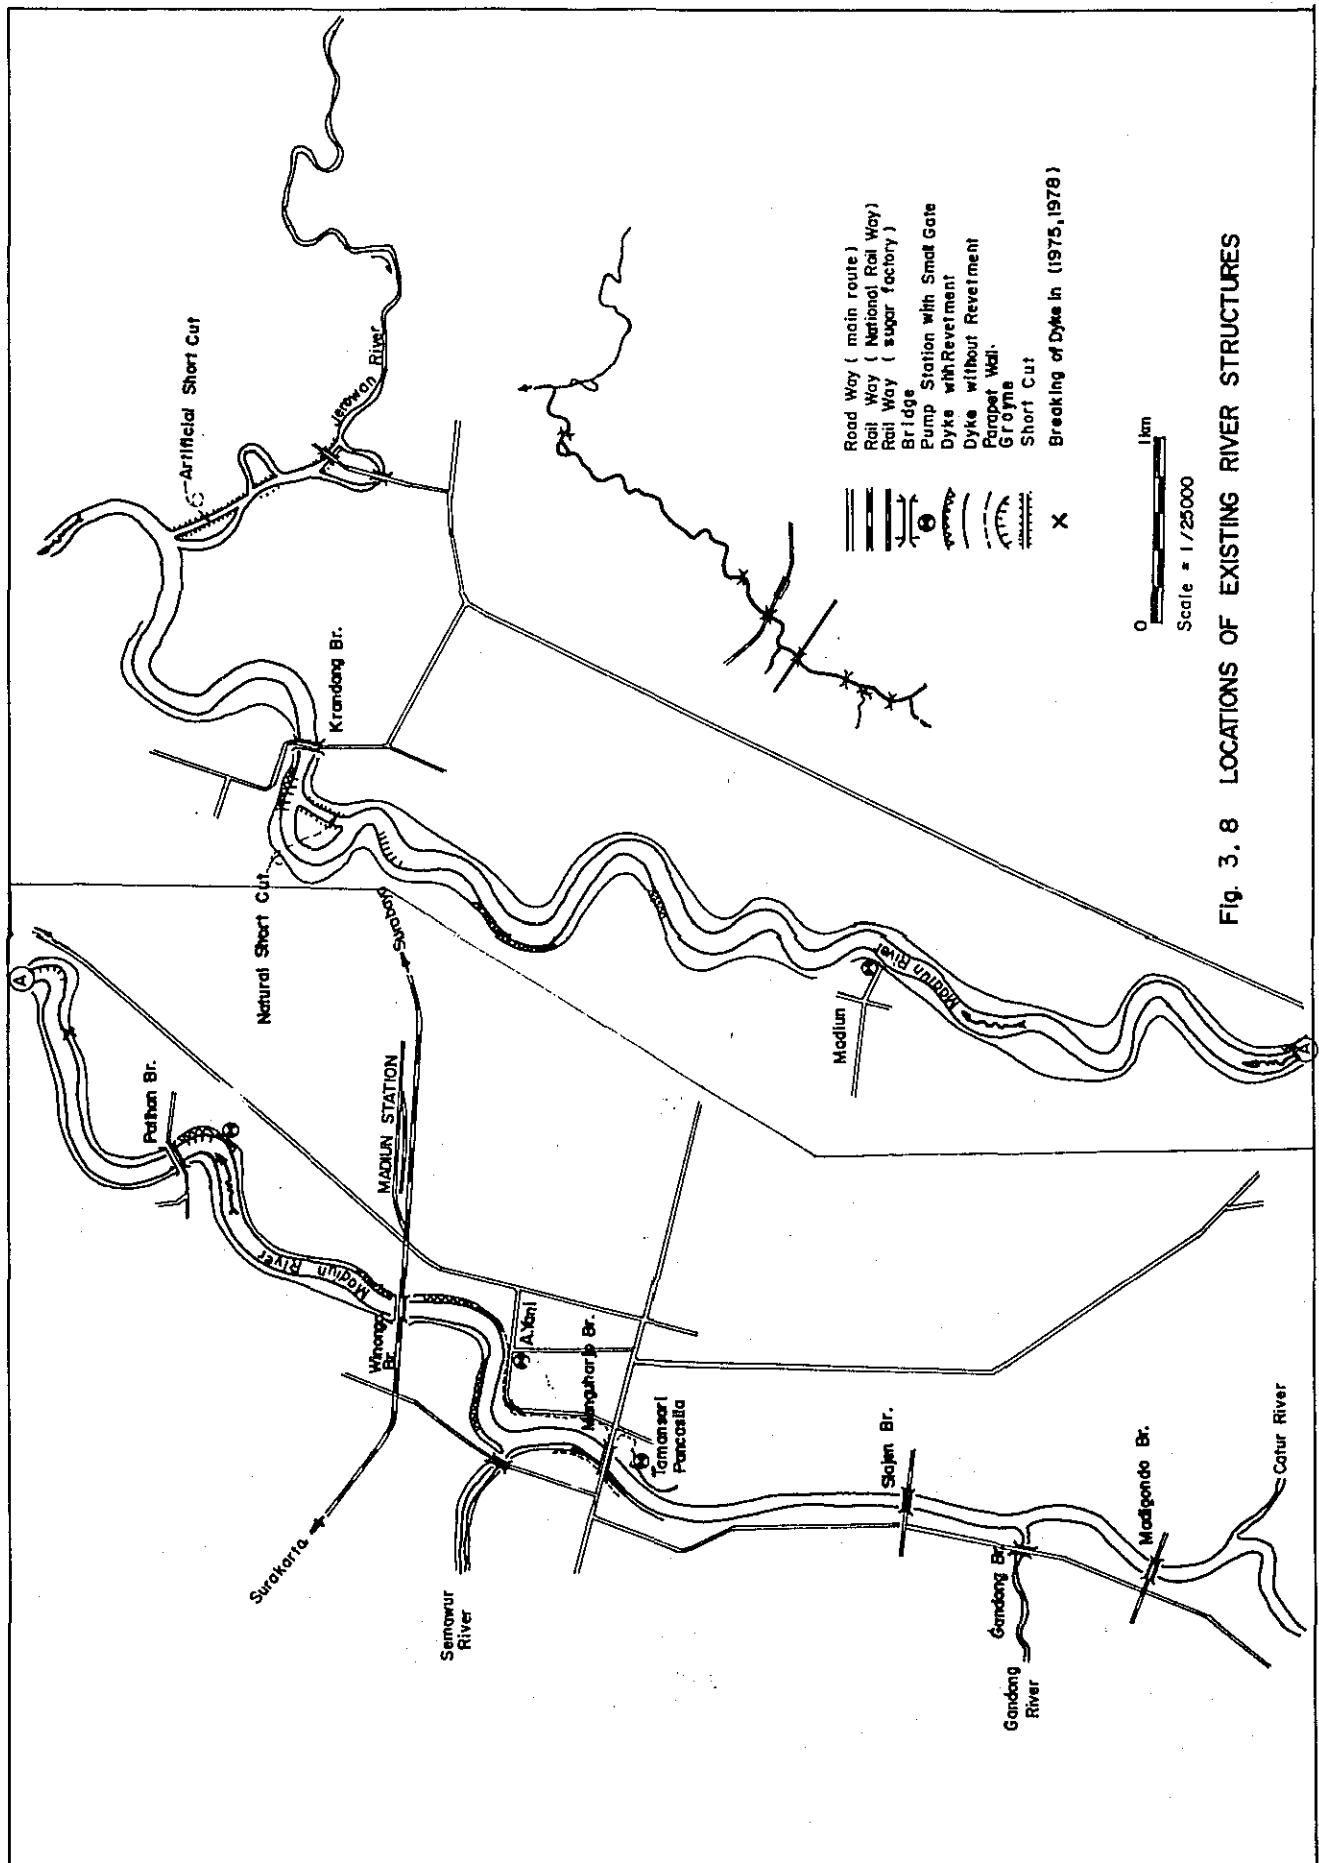 Artificial Short Cut
Jerowan River
Krandang Br.
Natural Short Cut
Surabaya
A
Patihan Br.
MADIUN STATION
Madiun River
Winongo
Br.
A.Yani
Manguharjo Br.
Tamansari
Pancasila
Surakarta
Semawur
River
Slajen Br.
Gandong Br.
Gandong
River
Madigondo Br.
Catur River
Madiun
Madiun River
A
Road Way ( main route )
Rail Way ( National Rail Way)
Rail Way ( sugar factory )
Bridge
Pump Station with Small Gate
Dyke with Revetment
Dyke without Revetment
Parapet Wall
Groyne
Short Cut
Breaking of Dyke in (1975,1978)
0 1km
Scale = 1/25000
Fig. 3. 8 LOCATIONS OF EXISTING RIVER STRUCTURES